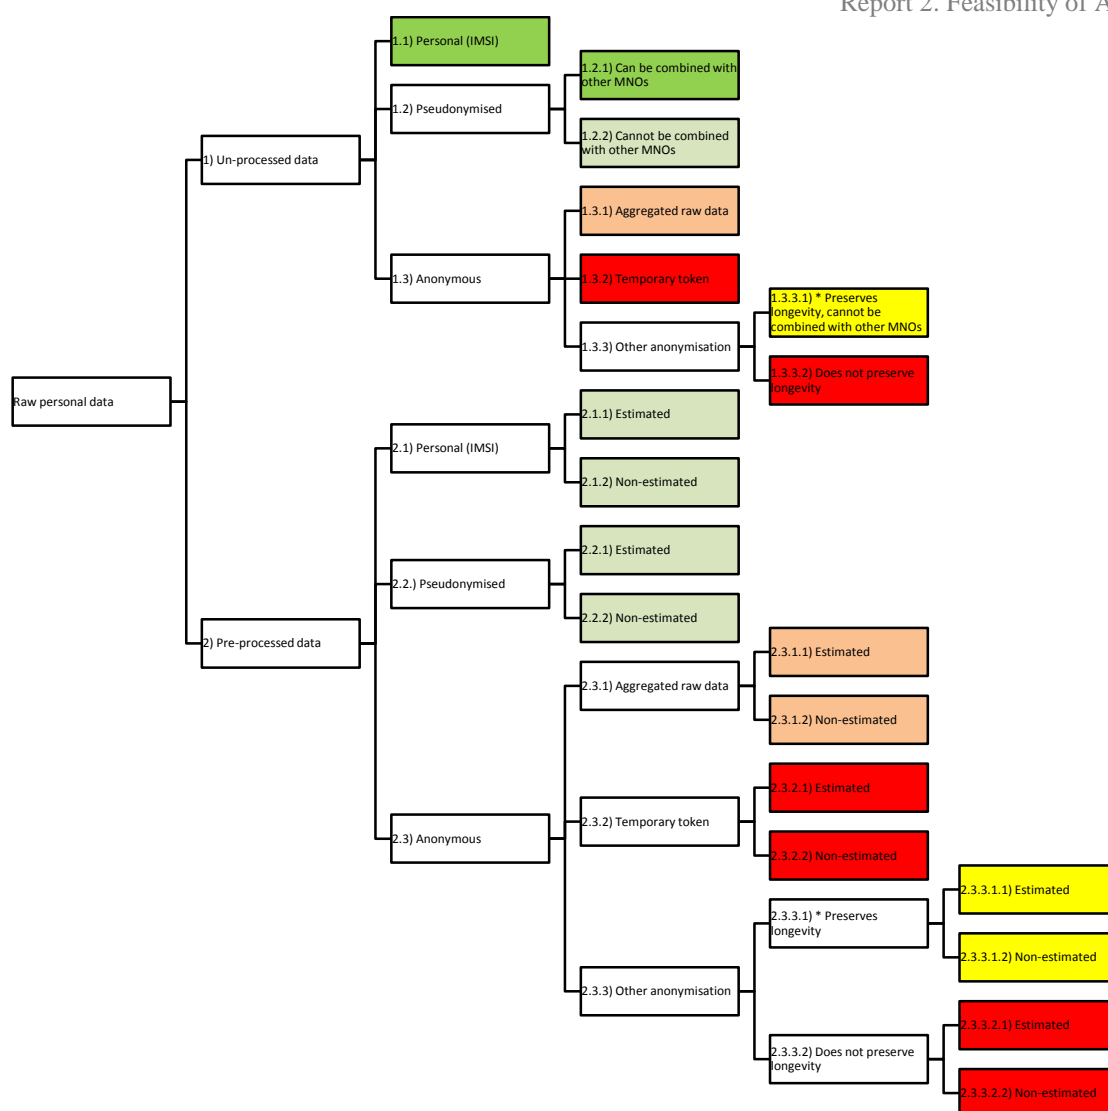 Report 2. Feasibility of A
1.1) Personal (IMSI)
1.2.1) Can be combined with
other MNOs
1.2) Pseudonymised
1.2.2) Cannot be combined
with other MNOs
1) Un-processed data
1.3.1) Aggregated raw data
1.3) Anonymous
1.3.2) Temporary token
1.3.3.1) * Preserves
longevity, cannot be
combined with other MNOs
1.3.3) Other anonymisation
1.3.3.2) Does not preserve
longevity
Raw personal data
2.1.1) Estimated
2.1) Personal (IMSI)
2.1.2) Non-estimated
2.2.1) Estimated
2.2.) Pseudonymised
2.2.2) Non-estimated
2) Pre-processed data
2.3.1.1) Estimated
2.3.1) Aggregated raw data
2.3.1.2) Non-estimated
2.3.2.1) Estimated
2.3.2) Temporary token
2.3) Anonymous
2.3.2.2) Non-estimated
2.3.3.1.1) Estimated
2.3.3.1) * Preserves
longevity
2.3.3.1.2) Non-estimated
2.3.3) Other anonymisation
2.3.3.2.1) Estimated
2.3.3.2) Does not preserve
longevity
2.3.3.2.2) Non-estimated